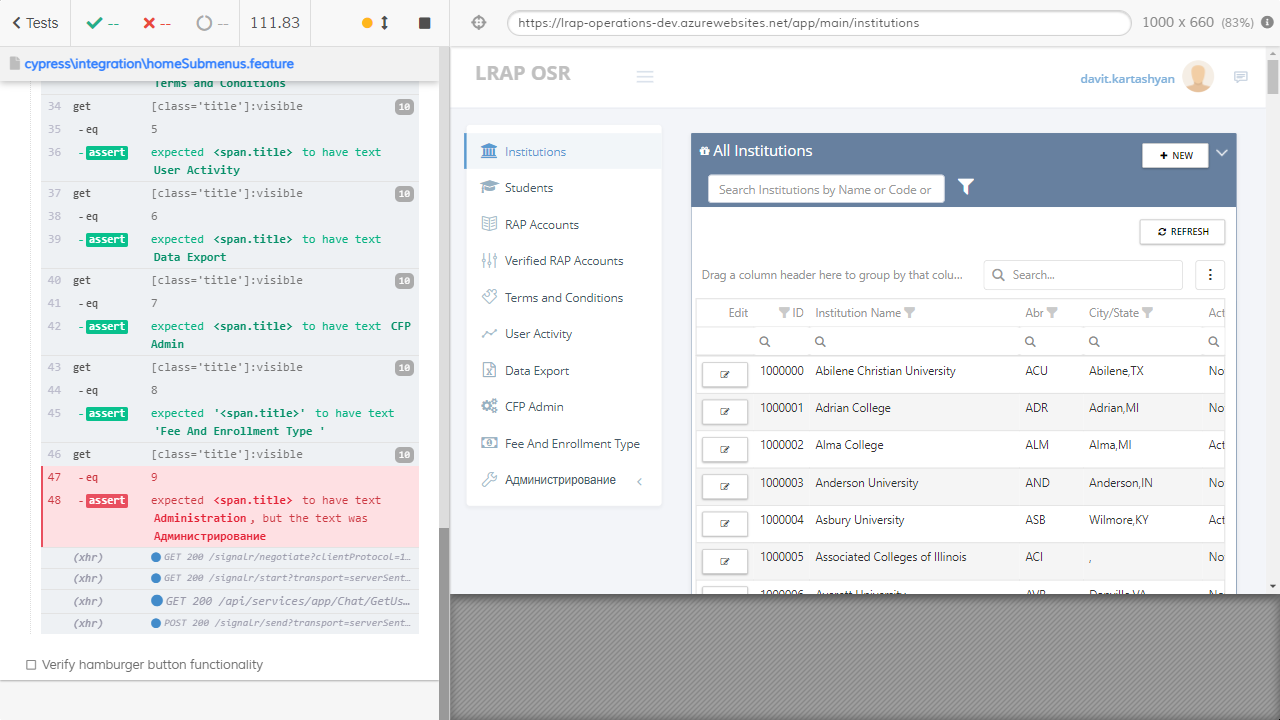 Tests
--
--
--
111.83
https://lrap-operations-dev.azurewebsites.net/app/main/institutions
1000 x 660 (83%)
cypress\integration\homeSubmenus.feature
Terms and Conditions
34 get [class='title']:visible 10
35 -eq 5
36 -assert expected <span.title> to have text
User Activity
37 get [class='title']:visible 10
38 -eq 6
39 -assert expected <span.title> to have text
Data Export
40 get [class='title']:visible 10
41 -eq 7
42 -assert expected <span.title> to have text CFP
Admin
43 get [class='title']:visible 10
44 -eq 8
45 -assert expected '<span.title>' to have text
'Fee And Enrollment Type '
46 get [class='title']:visible 10
47 -eq 9
48 -assert expected <span.title> to have text
Administration, but the text was
Администрирование
(xhr) GET 200 /signalr/negotiate?clientProtocol=1...
(xhr) GET 200 /signalr/start?transport=serverSent...
(xhr) GET 200 /api/services/app/Chat/GetUs...
(xhr) POST 200 /signalr/send?transport=serverSent...
Verify hamburger button functionality
LRAP OSR
davit.kartashyan
Institutions
Students
RAP Accounts
Verified RAP Accounts
Terms and Conditions
User Activity
Data Export
CFP Admin
Fee And Enrollment Type
Администрирование
All Institutions
+ NEW
Search Institutions by Name or Code or
REFRESH
Drag a column header here to group by that colu...
Search...
Edit ID Institution Name Abr City/State Act
1000000 Abilene Christian University ACU Abilene,TX No
1000001 Adrian College ADR Adrian,MI No
1000002 Alma College ALM Alma,MI Act
1000003 Anderson University AND Anderson,IN No
1000004 Asbury University ASB Wilmore,KY Act
1000005 Associated Colleges of Illinois ACI , No
1000006 Averett University AVR Danville,VA